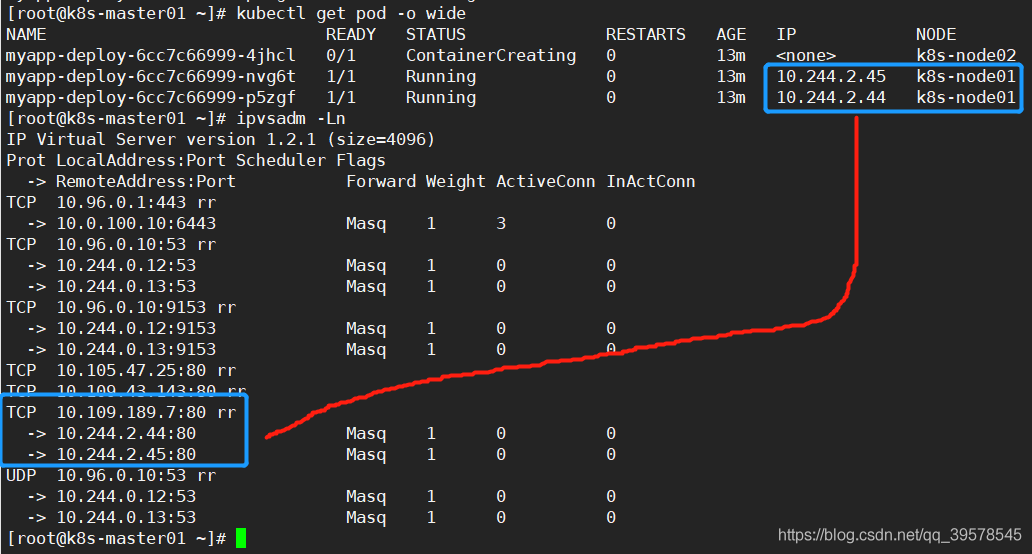 [root@k8s-master01 ~]# kubectl get pod -o wide
NAME READY STATUS RESTARTS AGE IP NODE
myapp-deploy-6cc7c66999-4jhcl 0/1 ContainerCreating 0 13m <none> k8s-node02
myapp-deploy-6cc7c66999-nvg6t 1/1 Running 0 13m 10.244.2.45 k8s-node01
myapp-deploy-6cc7c66999-p5zgf 1/1 Running 0 13m 10.244.2.44 k8s-node01
[root@k8s-master01 ~]# ipvsadm -Ln
IP Virtual Server version 1.2.1 (size=4096)
Prot LocalAddress:Port Scheduler Flags
-> RemoteAddress:Port Forward Weight ActiveConn InActConn
TCP 10.96.0.1:443 rr
-> 10.0.100.10:6443 Masq 1 3 0
TCP 10.96.0.10:53 rr
-> 10.244.0.12:53 Masq 1 0 0
-> 10.244.0.13:53 Masq 1 0 0
TCP 10.96.0.10:9153 rr
-> 10.244.0.12:9153 Masq 1 0 0
-> 10.244.0.13:9153 Masq 1 0 0
TCP 10.105.47.25:80 rr
TCP 10.109.43.143:80 rr
TCP 10.109.189.7:80 rr
-> 10.244.2.44:80 Masq 1 0 0
-> 10.244.2.45:80 Masq 1 0 0
UDP 10.96.0.10:53 rr
-> 10.244.0.12:53 Masq 1 0 0
-> 10.244.0.13:53 Masq 1 0 0
[root@k8s-master01 ~]#
https://blog.csdn.net/qq_39578545